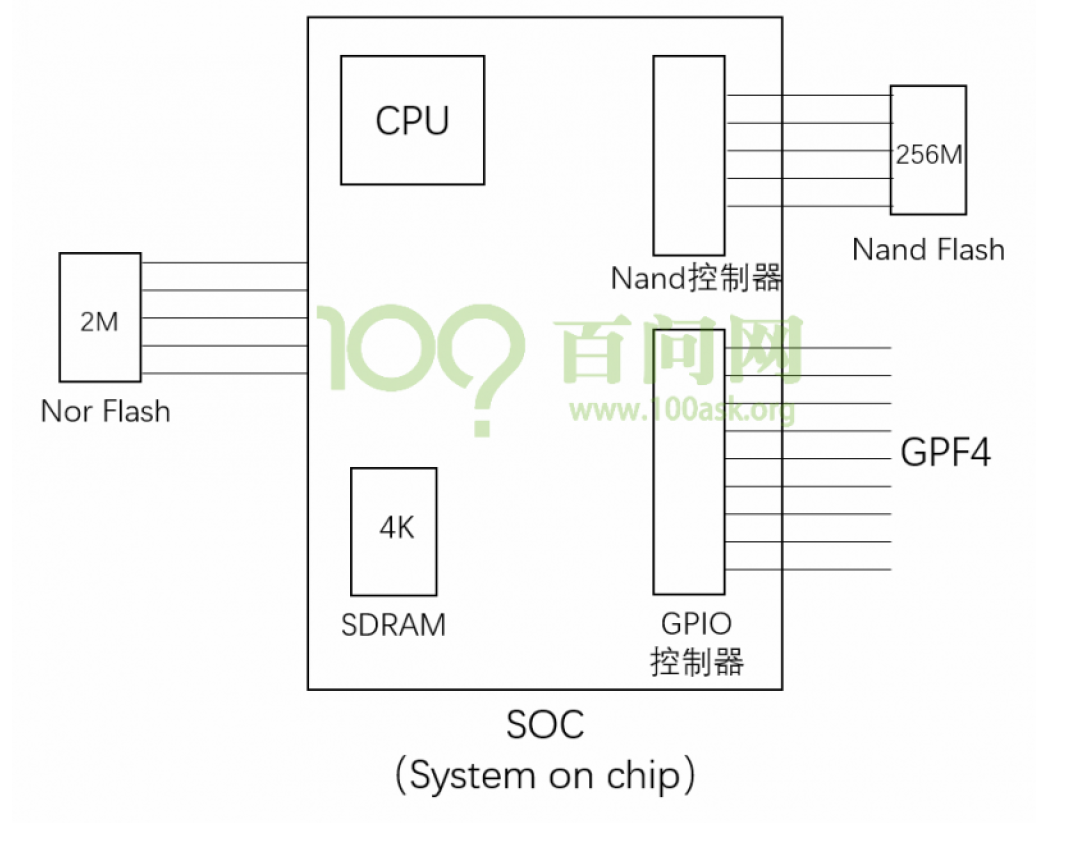 CPU
256M
Nand Flash
Nand控制器
2M
Nor Flash
100?
百问网
www.100ask.org
GPF4
4K
SDRAM
GPIO
控制器
SOC
(System on chip)